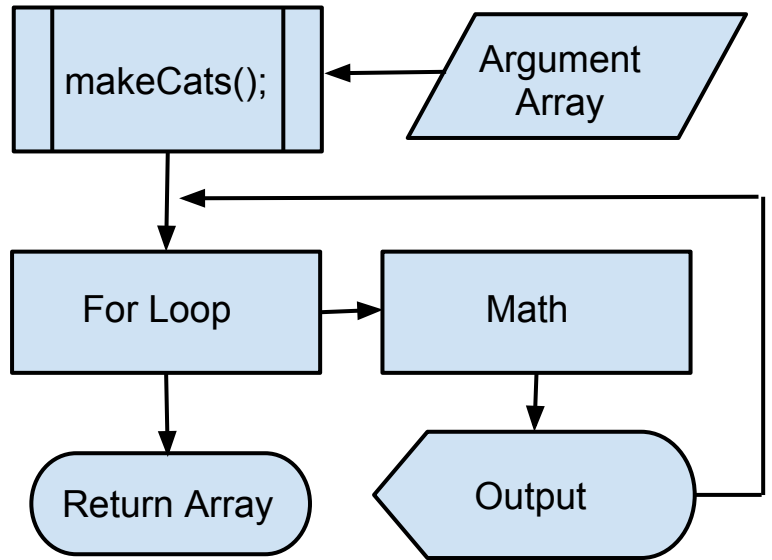 makeCats();
Argument
Array
For Loop
Math
Return Array
Output